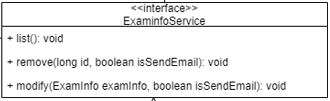 <<interface>>
ExaminfoService
+ list(): void
+ remove(long id, boolean isSendEmail): void
+ modify(ExamInfo examInfo, boolean isSendEmail): void